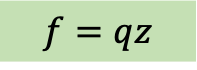 f = qz